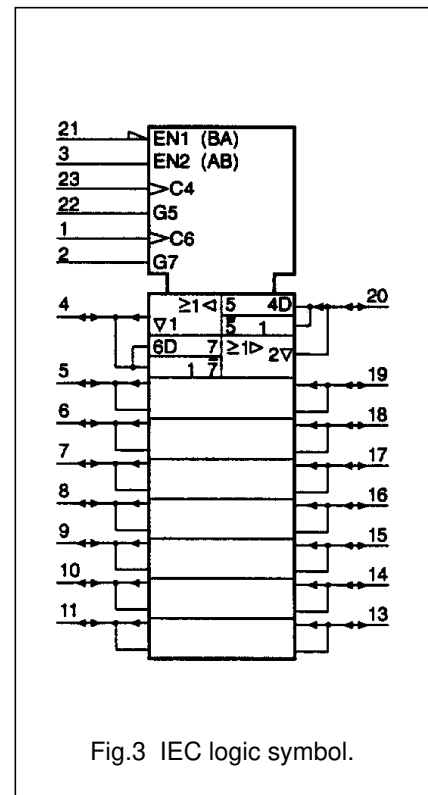 21 EN1 (BA)
3 EN2 (AB)
23 C4
22 G5
1 C6
2 G7
4 ≥1 ◁ 5 4D 20
▽1 5̅ 1
6D 7 ≥1 ▷ 2▽
1 7̅
5 19
6 18
7 17
8 16
9 15
10 14
11 13
Fig.3 IEC logic symbol.